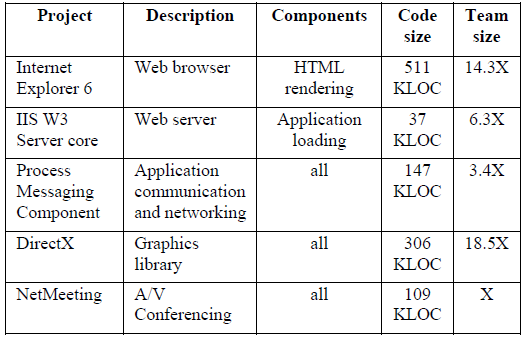 Project Description Components Code size Team size
Internet Explorer 6 Web browser HTML rendering 511 KLOC 14.3X
IIS W3 Server core Web server Application loading 37 KLOC 6.3X
Process Messaging Component Application communication and networking all 147 KLOC 3.4X
DirectX Graphics library all 306 KLOC 18.5X
NetMeeting A/V Conferencing all 109 KLOC X